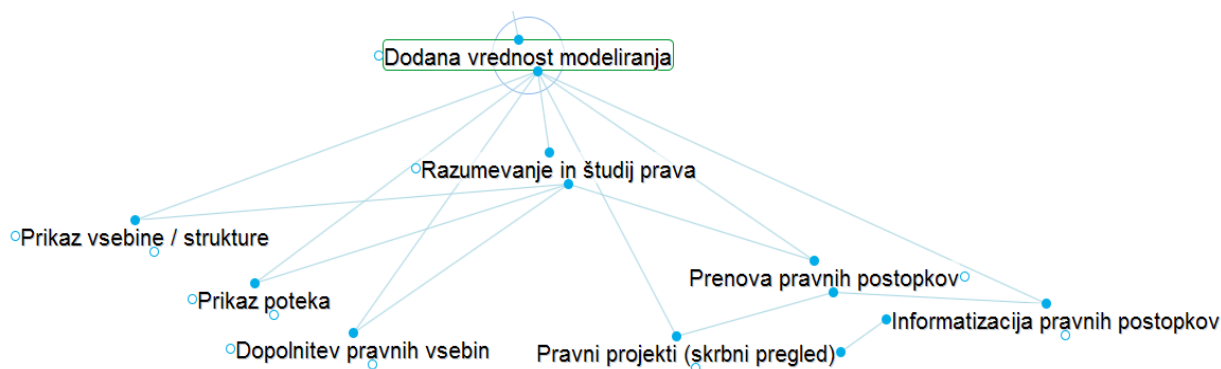 Dodana vrednost modeliranja
Razumevanje in študij prava
Prikaz vsebine / strukture
Prenova pravnih postopkov
Prikaz poteka
Informatizacija pravnih postopkov
Dopolnitev pravnih vsebin
Pravni projekti (skrbni pregled)